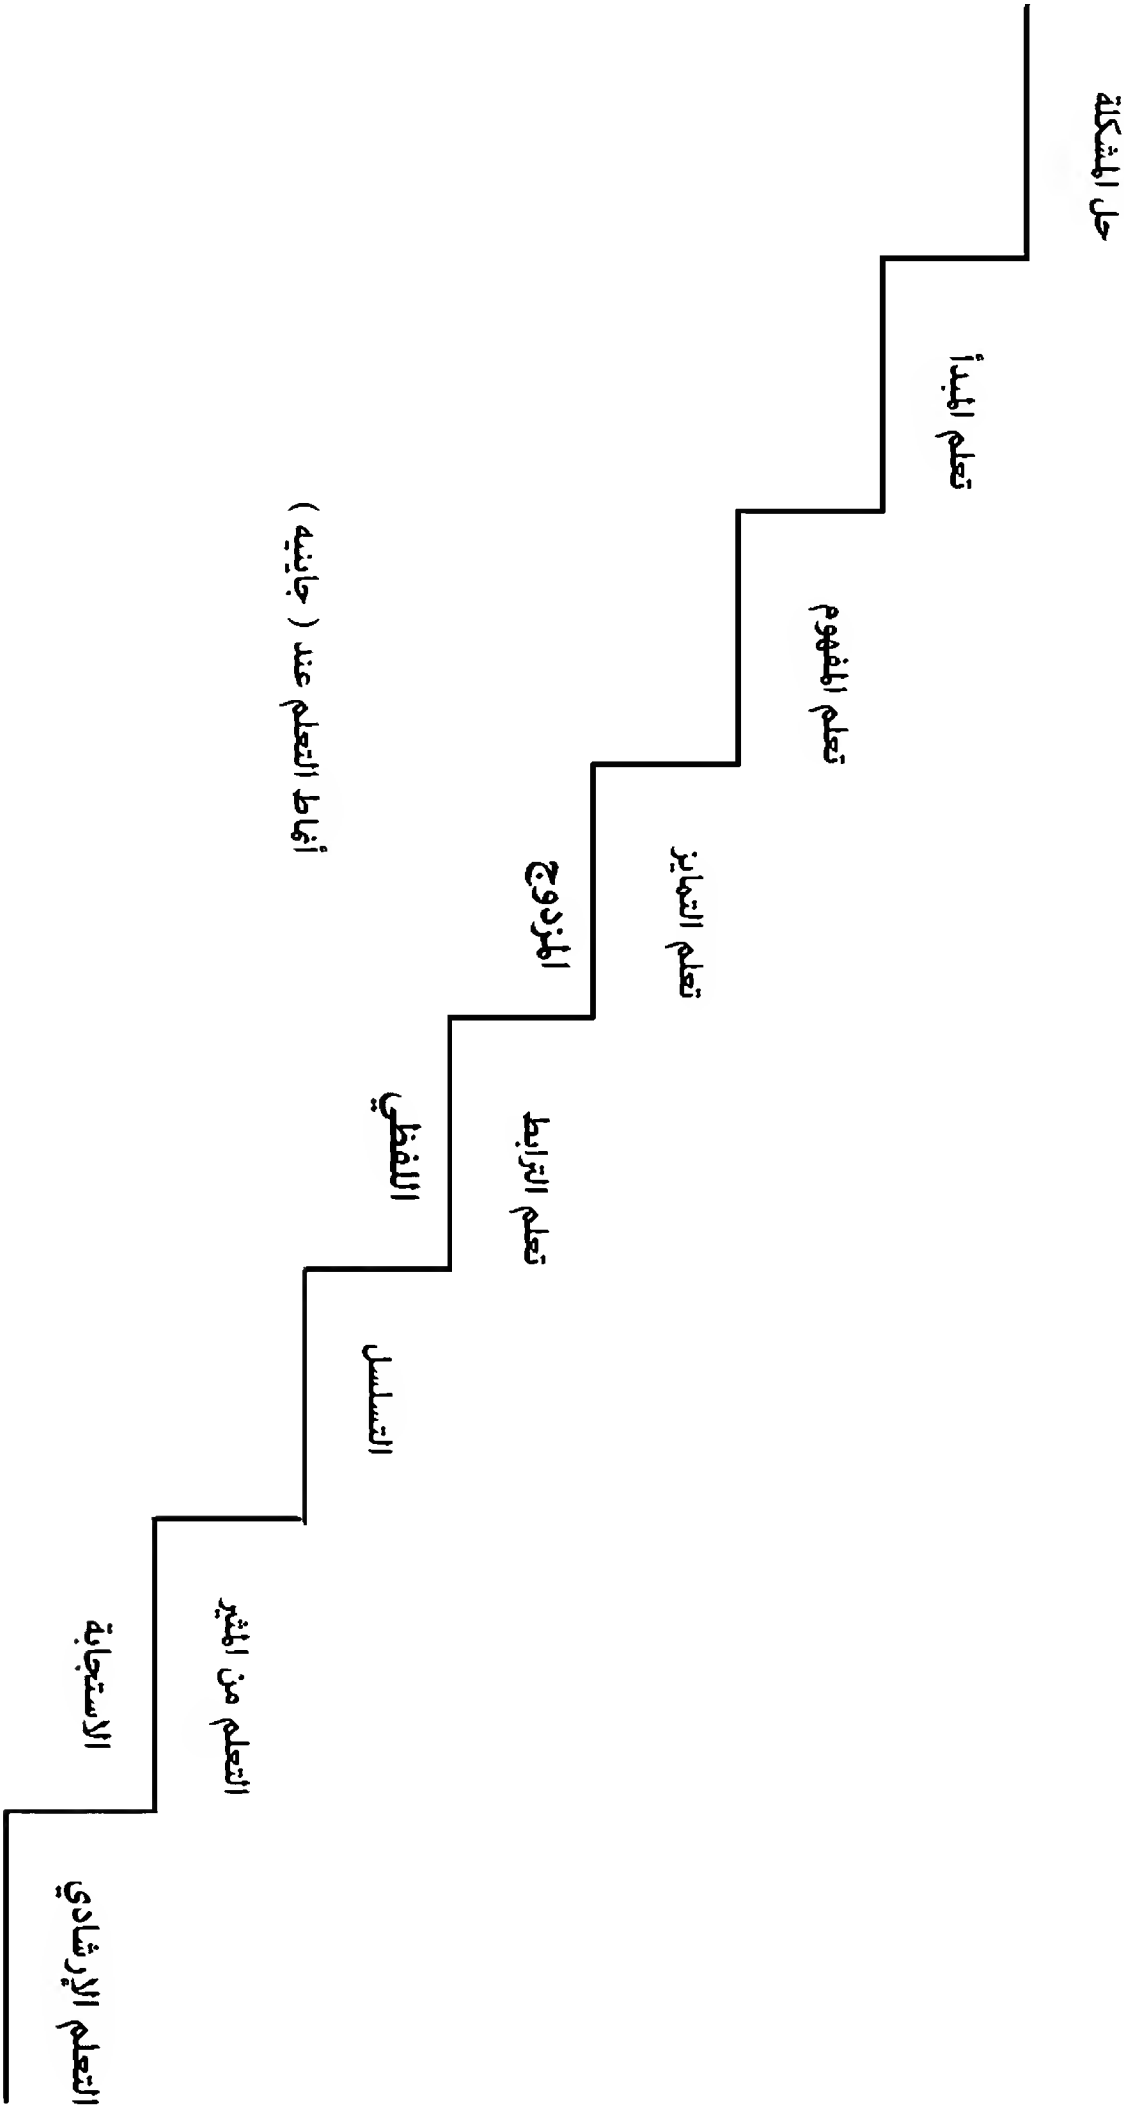 حل المشكلة
تعلم المبدأ
تعلم المفهوم
تعلم التمايز
المزدوج
تعلم الترابط
اللفظي
التسلسل
التعلم من المثير
الاستجابة
التعلم الإرشادي
أنماط التعلم عند ( جانييه )